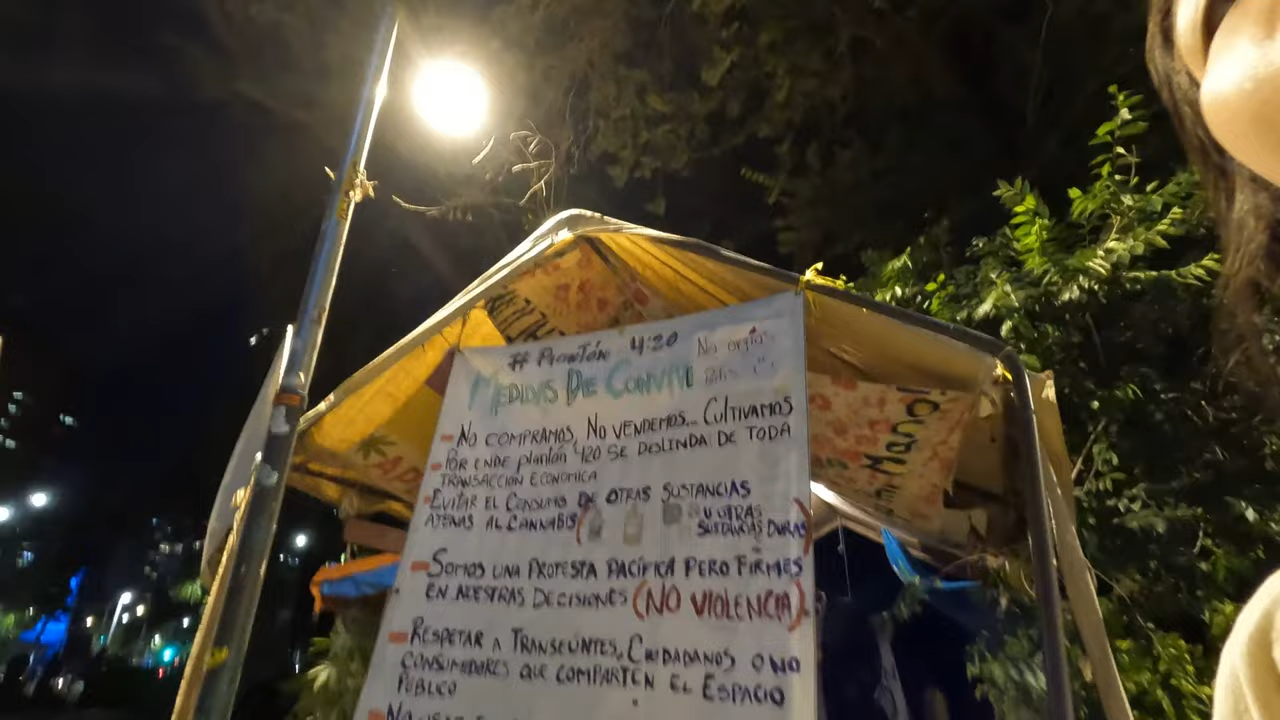 # Plantón 4:20
MEDIDAS DE CONVIVI
- NO COMPRAMOS, NO VENDEMOS... CULTIVAMOS
- POR ENDE plantón 420 SE DESLINDA DE TODA
TRANSACCIÓN ECONOMICA
- EVITAR EL CONSUMO DE OTRAS SUSTANCIAS
AJENAS AL CANNABIS ( U OTRAS
SUSTANCIAS DURAS)
- SOMOS UNA PROTESTA PACÍFICA PERO FIRMES
EN NUESTRAS DECISIONES (NO VIOLENCIA).
- RESPETAR A TRANSEÚNTES, CIUDADANOS O NO
CONSUMIDORES QUE COMPARTEN EL ESPACIO
PÚBLICO